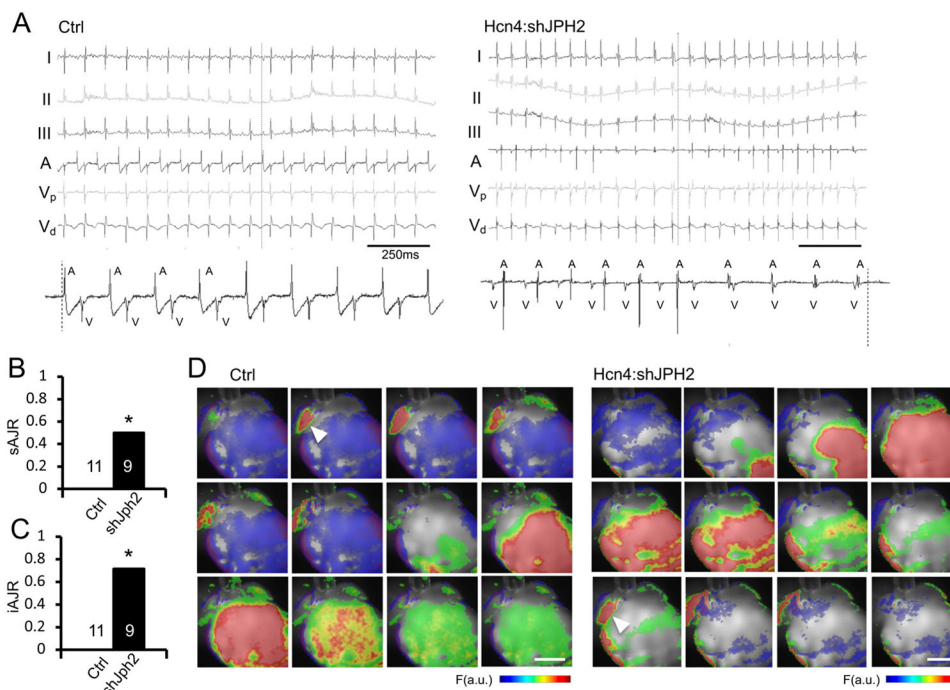 A
Ctrl
Hcn4:shJPH2
I
II
III
A
Vp
Vd
250ms
I
II
III
A
Vp
Vd
A A A A
V V V V
A A A A A A A A A A
V V V V V V V V V V
B
sAJR
1
0.8
0.6
0.4
0.2
0
*
11 9
Ctrl shJph2
C
iAJR
1
0.8
0.6
0.4
0.2
0
*
11 9
Ctrl shJph2
D
Ctrl
Hcn4:shJPH2
F(a.u.)
F(a.u.)